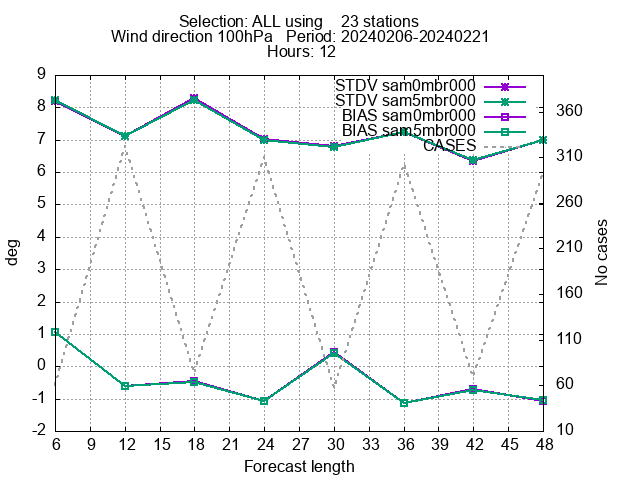 Selection: ALL using    23 stations
Wind direction 100hPa   Period: 20240206-20240221
Hours: 12
STDV sam0mbr000
STDV sam5mbr000
BIAS sam0mbr000
BIAS sam5mbr000
CASES
deg
9
8
7
6
5
4
3
2
1
0
-1
-2
No cases
360
310
260
210
160
110
60
10
6 9 12 15 18 21 24 27 30 33 36 39 42 45 48
Forecast length